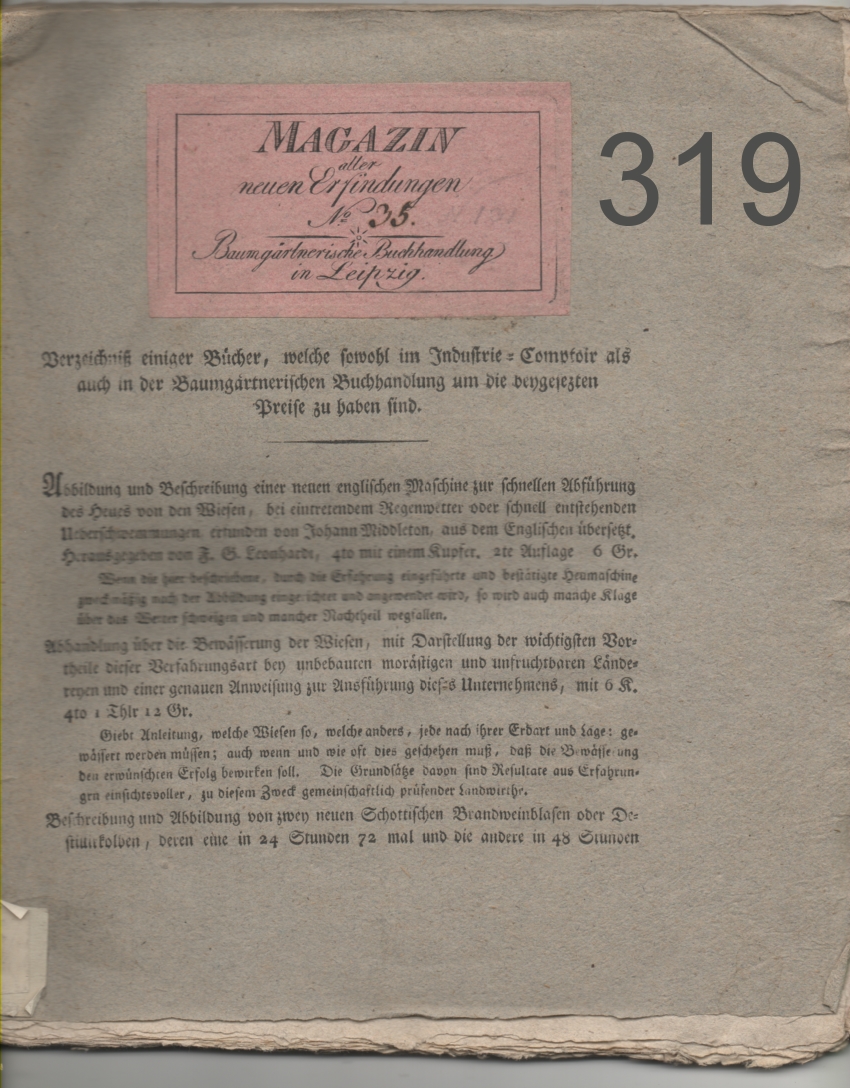 MAGAZIN
aller
neuen Erfindungen
No 35.
Baumgärtnerische Buchhandlung
in Leipzig.
319
Verzeichniß einiger Bücher, welche sowohl im Industrie=Comptoir als
auch in der Baumgärtnerischen Buchhandlung um die beygesezten
Preise zu haben sind.
Abbildung und Beschreibung einer neuen englischen Maschine zur schnellen Abführung
des Heues von den Wiesen, bei eintretendem Regenwetter oder schnell entstehenden
Ueberschwemmungen erfunden von Johann Middleton, aus dem Englischen übersetzt.
Herausgegeben von F. G. Leonhardi, 4to mit einem Kupfer. 2te Auflage 6 Gr.
Wenn die hier beschriebene, durch die Erfahrung eingeführte und bestätigte Heumaschine
zweckmäßig nach der Abbildung eingerichtet und angewendet wird, so wird auch manche Klage
über das Wetter schweigen und mancher Nachtheil wegfallen.
Abhandlung über die Bewässerung der Wiesen, mit Darstellung der wichtigsten Vor=
theile dieser Verfahrungsart bey unbebauten morästigen und unfruchtbaren Lände=
reyen und einer genauen Anweisung zur Ausführung dieses Unternehmens, mit 6 K.
4to 1 Thlr 12 Gr.
Giebt Anleitung, welche Wiesen so, welche anders, jede nach ihrer Erdart und Lage: ge=
wässert werden müssen; auch wenn und wie oft dies geschehen muß, daß die Bewässerung
den erwünschten Erfolg bewirken soll. Die Grundsätze davon sind Resultate aus Erfahrun=
gen einsichtsvoller, zu diesem Zweck gemeinschaftlich prüfender Landwirthe.
Beschreibung und Abbildung von zwey neuen Schottischen Brandweinblasen oder De=
stillirkolben, deren eine in 24 Stunden 72 mal und die andere in 48 Stunden